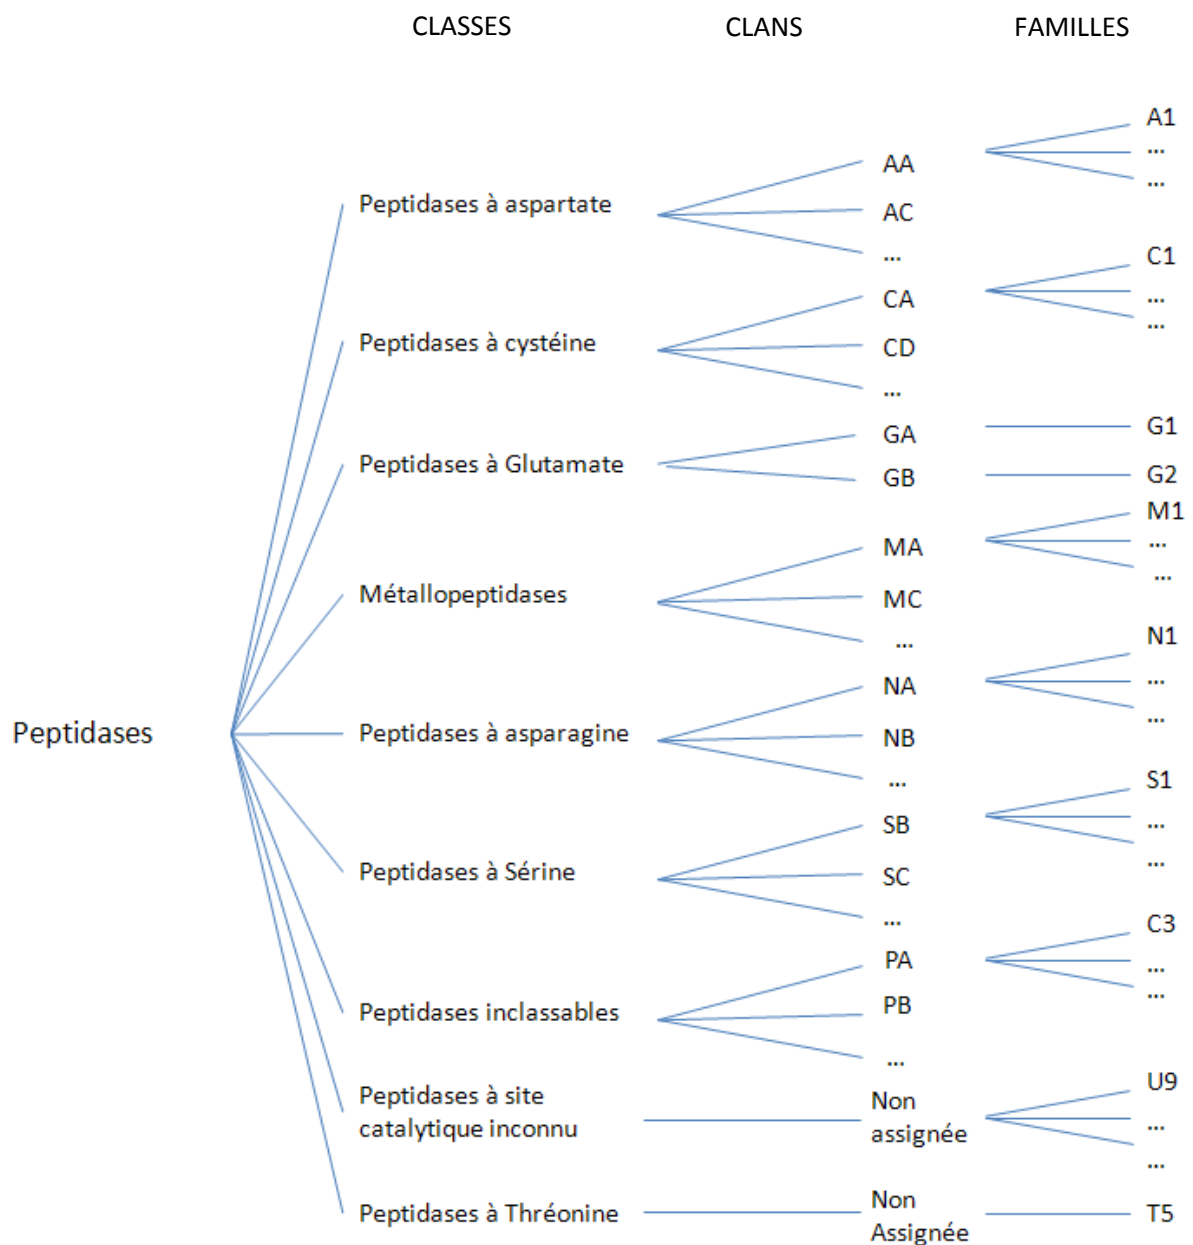 CLASSES CLANS FAMILLES
A1
AA ...
...
Peptidases à aspartate
AC
...
C1
CA ...
...
Peptidases à cystéine
CD
...
GA G1
Peptidases à Glutamate
GB G2
M1
MA ...
...
Métallopeptidases
MC
...
N1
NA ...
...
Peptidases
Peptidases à asparagine
NB
...
S1
SB ...
...
Peptidases à Sérine
SC
...
C3
PA ...
...
Peptidases inclassables
PB
...
U9
Peptidases à site
catalytique inconnu
Non
assignée
...
...
Peptidases à Thréonine
Non
Assignée
T5